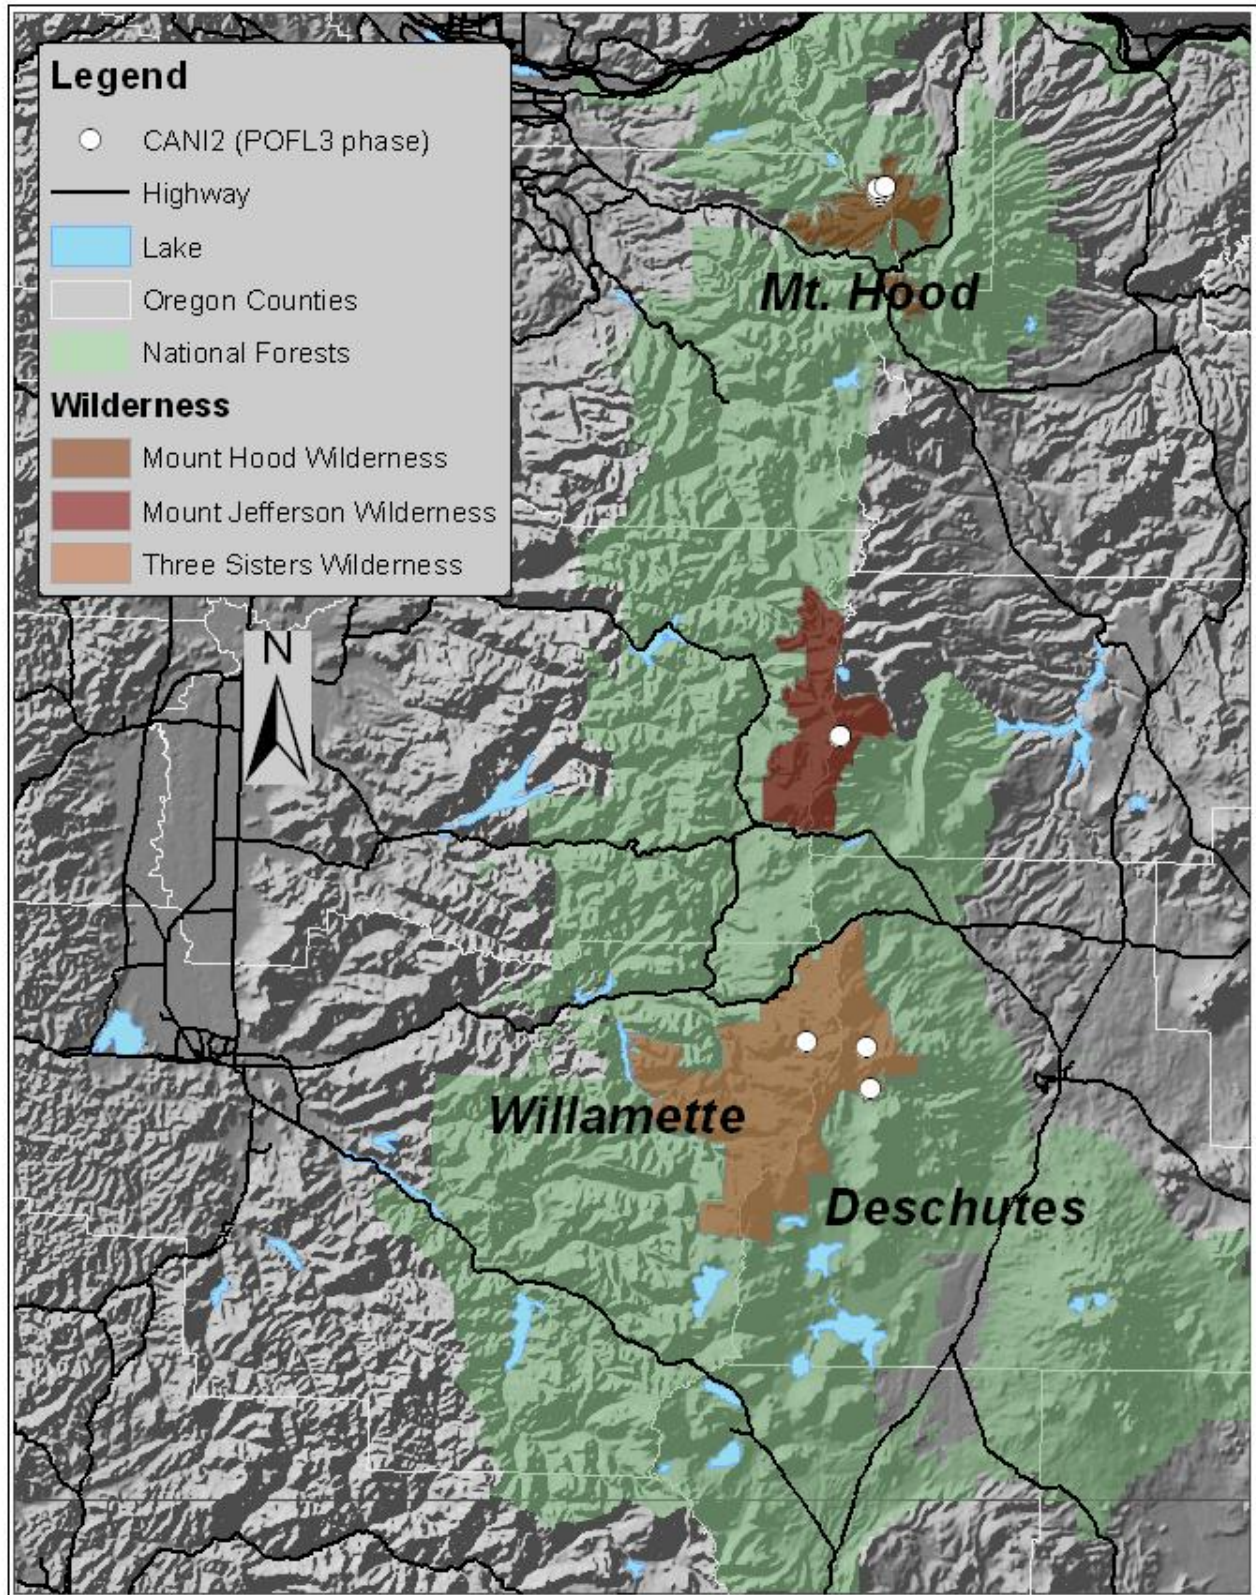 Legend
CANI2 (POFL3 phase)
Highway
Lake
Oregon Counties
National Forests
Wilderness
Mount Hood Wilderness
Mount Jefferson Wilderness
Three Sisters Wilderness
N
Mt. Hood
Willamette
Deschutes